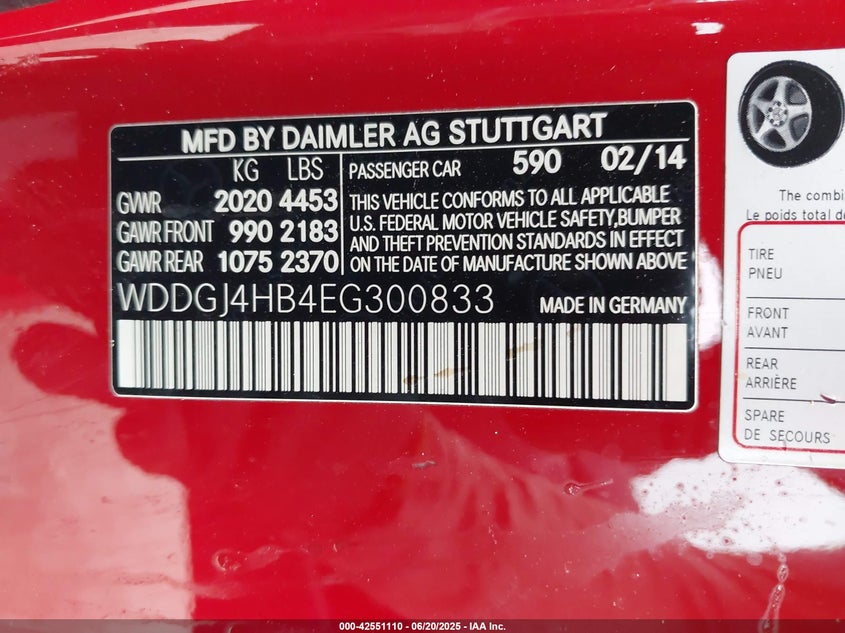 MFD BY DAIMLER AG STUTTGART
KG LBS PASSENGER CAR 590 02/14
GVWR 2020 4453
GAWR FRONT 990 2183
GAWR REAR 1075 2370
THIS VEHICLE CONFORMS TO ALL APPLICABLE
U.S. FEDERAL MOTOR VEHICLE SAFETY,BUMPER
AND THEFT PREVENTION STANDARDS IN EFFECT
ON THE DATE OF MANUFACTURE SHOWN ABOVE
WDDGJ4HB4EG300833 MADE IN GERMANY
The combi
Le poids total de
TIRE
PNEU
FRONT
AVANT
REAR
ARRIÈRE
SPARE
DE SECOURS
000-42551110 - 06/20/2025 - IAA Inc.